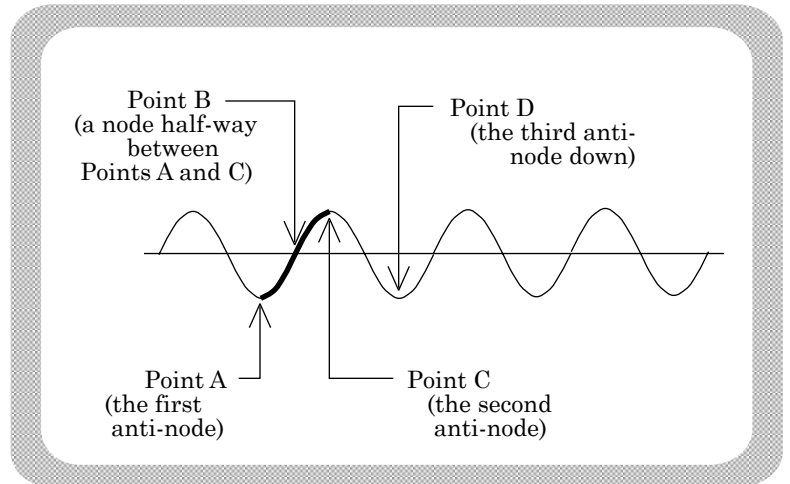 Point B
(a node half-way
between
Points A and C)
Point D
(the third anti-
node down)
Point A
(the first
anti-node)
Point C
(the second
anti-node)